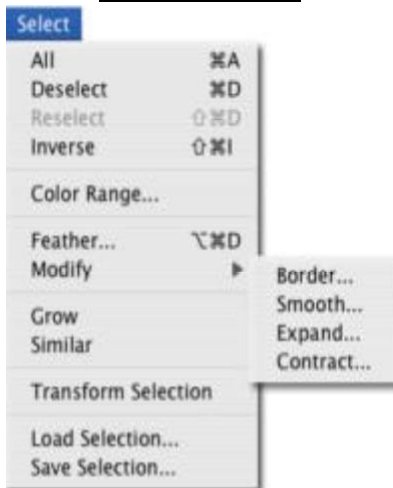 Select
All ⌘A
Deselect ⌘D
Reselect ⇧⌘D
Inverse ⇧⌘I
Color Range...
Feather... ⌥⌘D
Modify ▶
Border...
Smooth...
Expand...
Contract...
Grow
Similar
Transform Selection
Load Selection...
Save Selection...